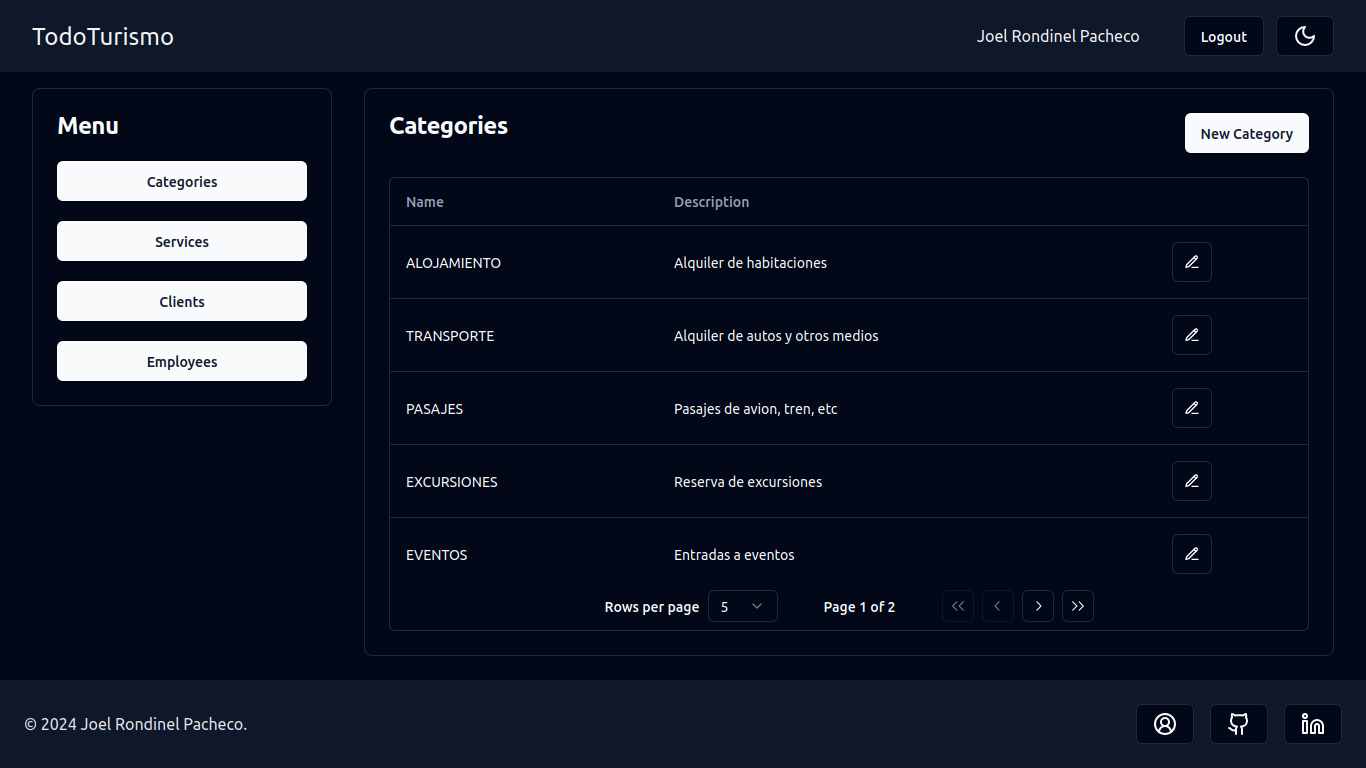 TodoTurismo
Joel Rondinel Pacheco
Logout
Menu
Categories
Services
Clients
Employees
Categories
New Category
Name Description
ALOJAMIENTO Alquiler de habitaciones
TRANSPORTE Alquiler de autos y otros medios
PASAJES Pasajes de avion, tren, etc
EXCURSIONES Reserva de excursiones
EVENTOS Entradas a eventos
Rows per page 5 Page 1 of 2
© 2024 Joel Rondinel Pacheco.